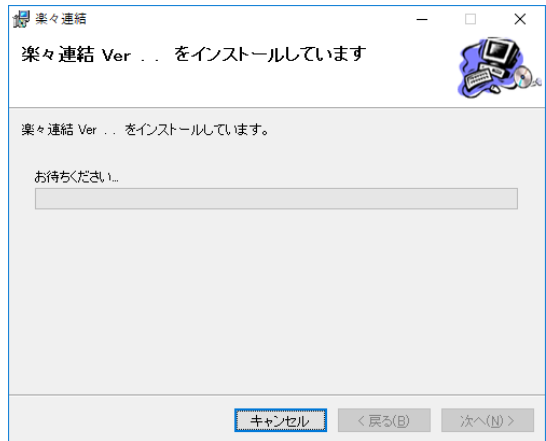 楽々連結
楽々連結 Ver . . をインストールしています
楽々連結 Ver . . をインストールしています。
お待ちください...
キャンセル
< 戻る(B)
次へ(N) >